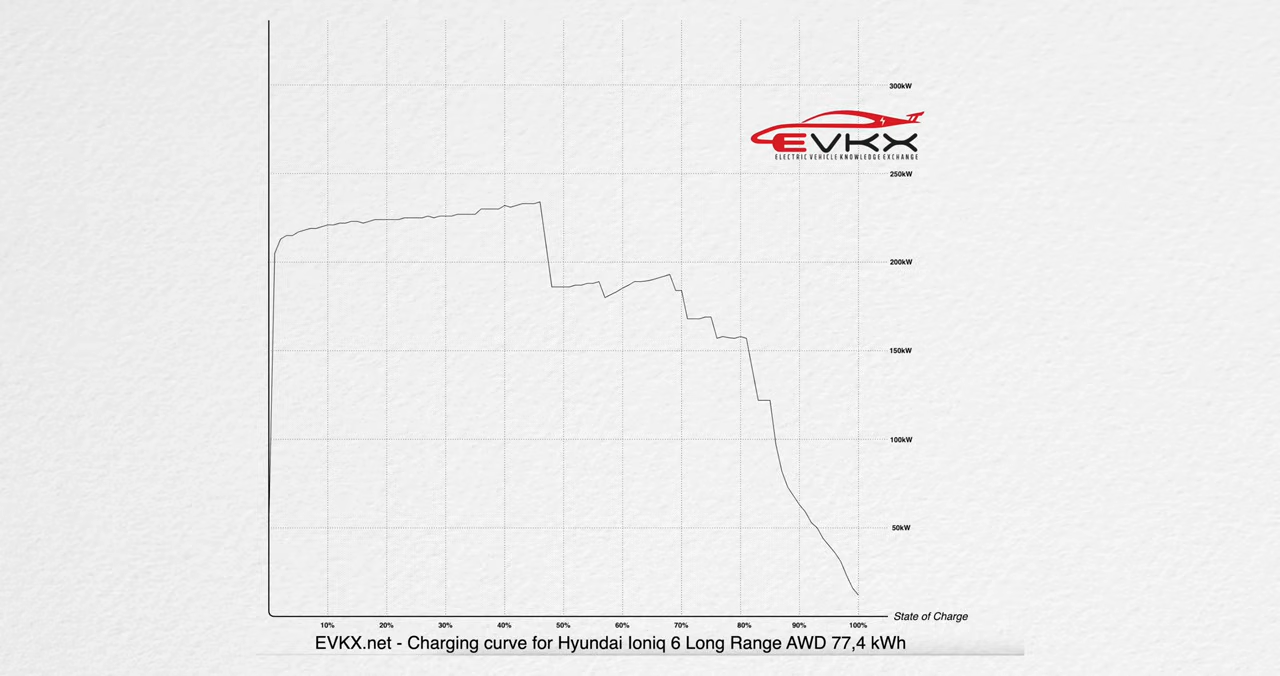 300kW
EVKX
ELECTRIC VEHICLE KNOWLEDGE EXCHANGE
250kW
200kW
150kW
100kW
50kW
State of Charge
10% 20% 30% 40% 50% 60% 70% 80% 90% 100%
EVKX.net - Charging curve for Hyundai Ioniq 6 Long Range AWD 77,4 kWh